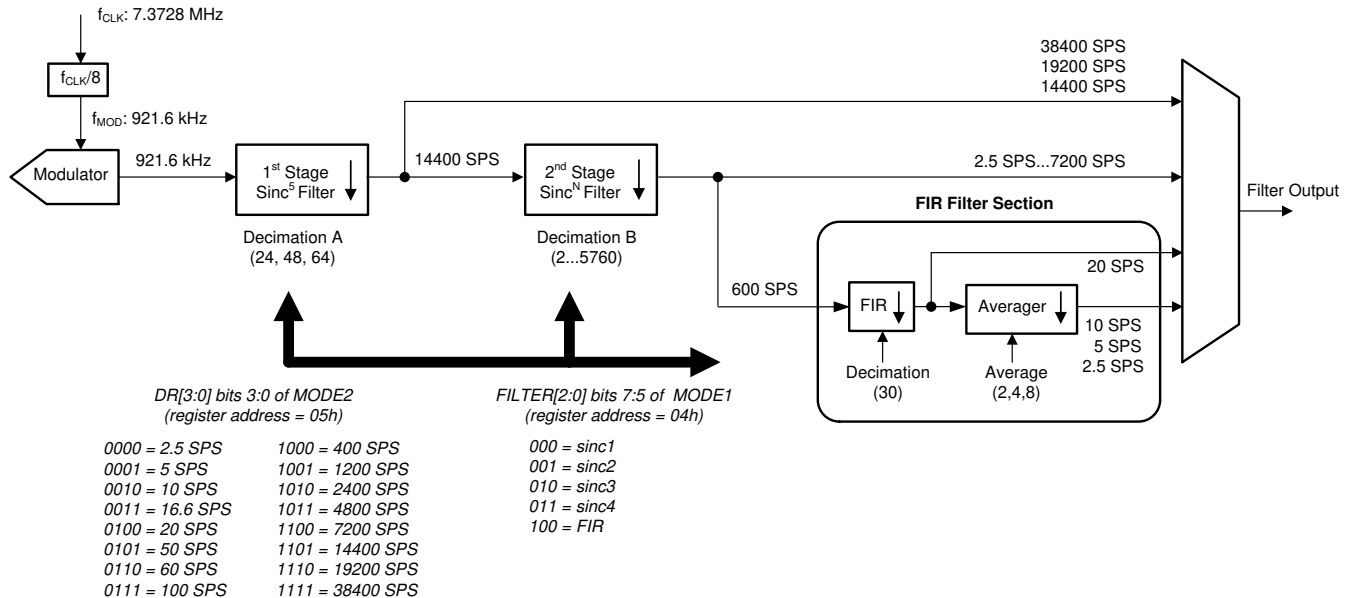 fCLK: 7.3728 MHz
fCLK/8
fMOD: 921.6 kHz
Modulator
921.6 kHz
1st Stage
Sinc5 Filter
Decimation A
(24, 48, 64)
14400 SPS
2nd Stage
SincN Filter
Decimation B
(2...5760)
38400 SPS
19200 SPS
14400 SPS
2.5 SPS...7200 SPS
FIR Filter Section
600 SPS
FIR
Decimation
(30)
Averager
Average
(2,4,8)
20 SPS
10 SPS
5 SPS
2.5 SPS
Filter Output
DR[3:0] bits 3:0 of MODE2
(register address = 05h)
0000 = 2.5 SPS
0001 = 5 SPS
0010 = 10 SPS
0011 = 16.6 SPS
0100 = 20 SPS
0101 = 50 SPS
0110 = 60 SPS
0111 = 100 SPS
1000 = 400 SPS
1001 = 1200 SPS
1010 = 2400 SPS
1011 = 4800 SPS
1100 = 7200 SPS
1101 = 14400 SPS
1110 = 19200 SPS
1111 = 38400 SPS
FILTER[2:0] bits 7:5 of MODE1
(register address = 04h)
000 = sinc1
001 = sinc2
010 = sinc3
011 = sinc4
100 = FIR